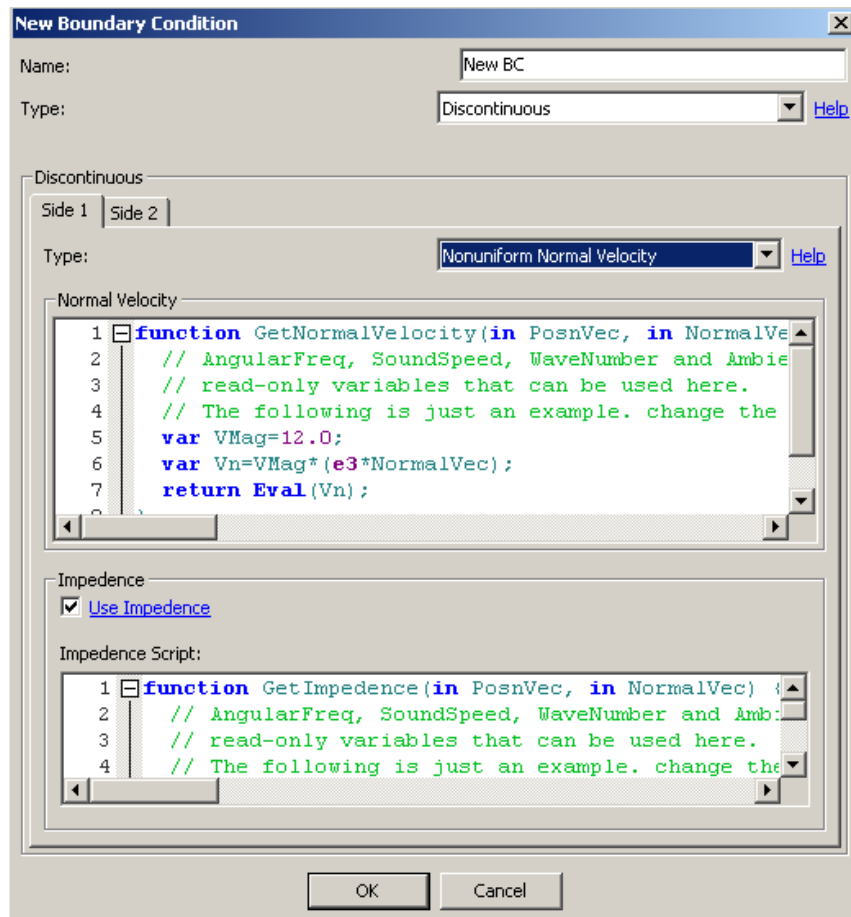 New Boundary Condition
Name: New BC
Type: Discontinuous Help
Discontinuous
Side 1 Side 2
Type: Nonuniform Normal Velocity Help
Normal Velocity
1 function GetNormalVelocity(in PosnVec, in NormalVe
2 // AngularFreq, SoundSpeed, WaveNumber and Ambie
3 // read-only variables that can be used here.
4 // The following is just an example. change the
5 var VMag=12.0;
6 var Vn=VMag*(e3*NormalVec);
7 return Eval(Vn);
Impedence
Use Impedence
Impedence Script:
1 function GetImpedence(in PosnVec, in NormalVec) {
2 // AngularFreq, SoundSpeed, WaveNumber and Ambi
3 // read-only variables that can be used here.
4 // The following is just an example. change the
OK Cancel